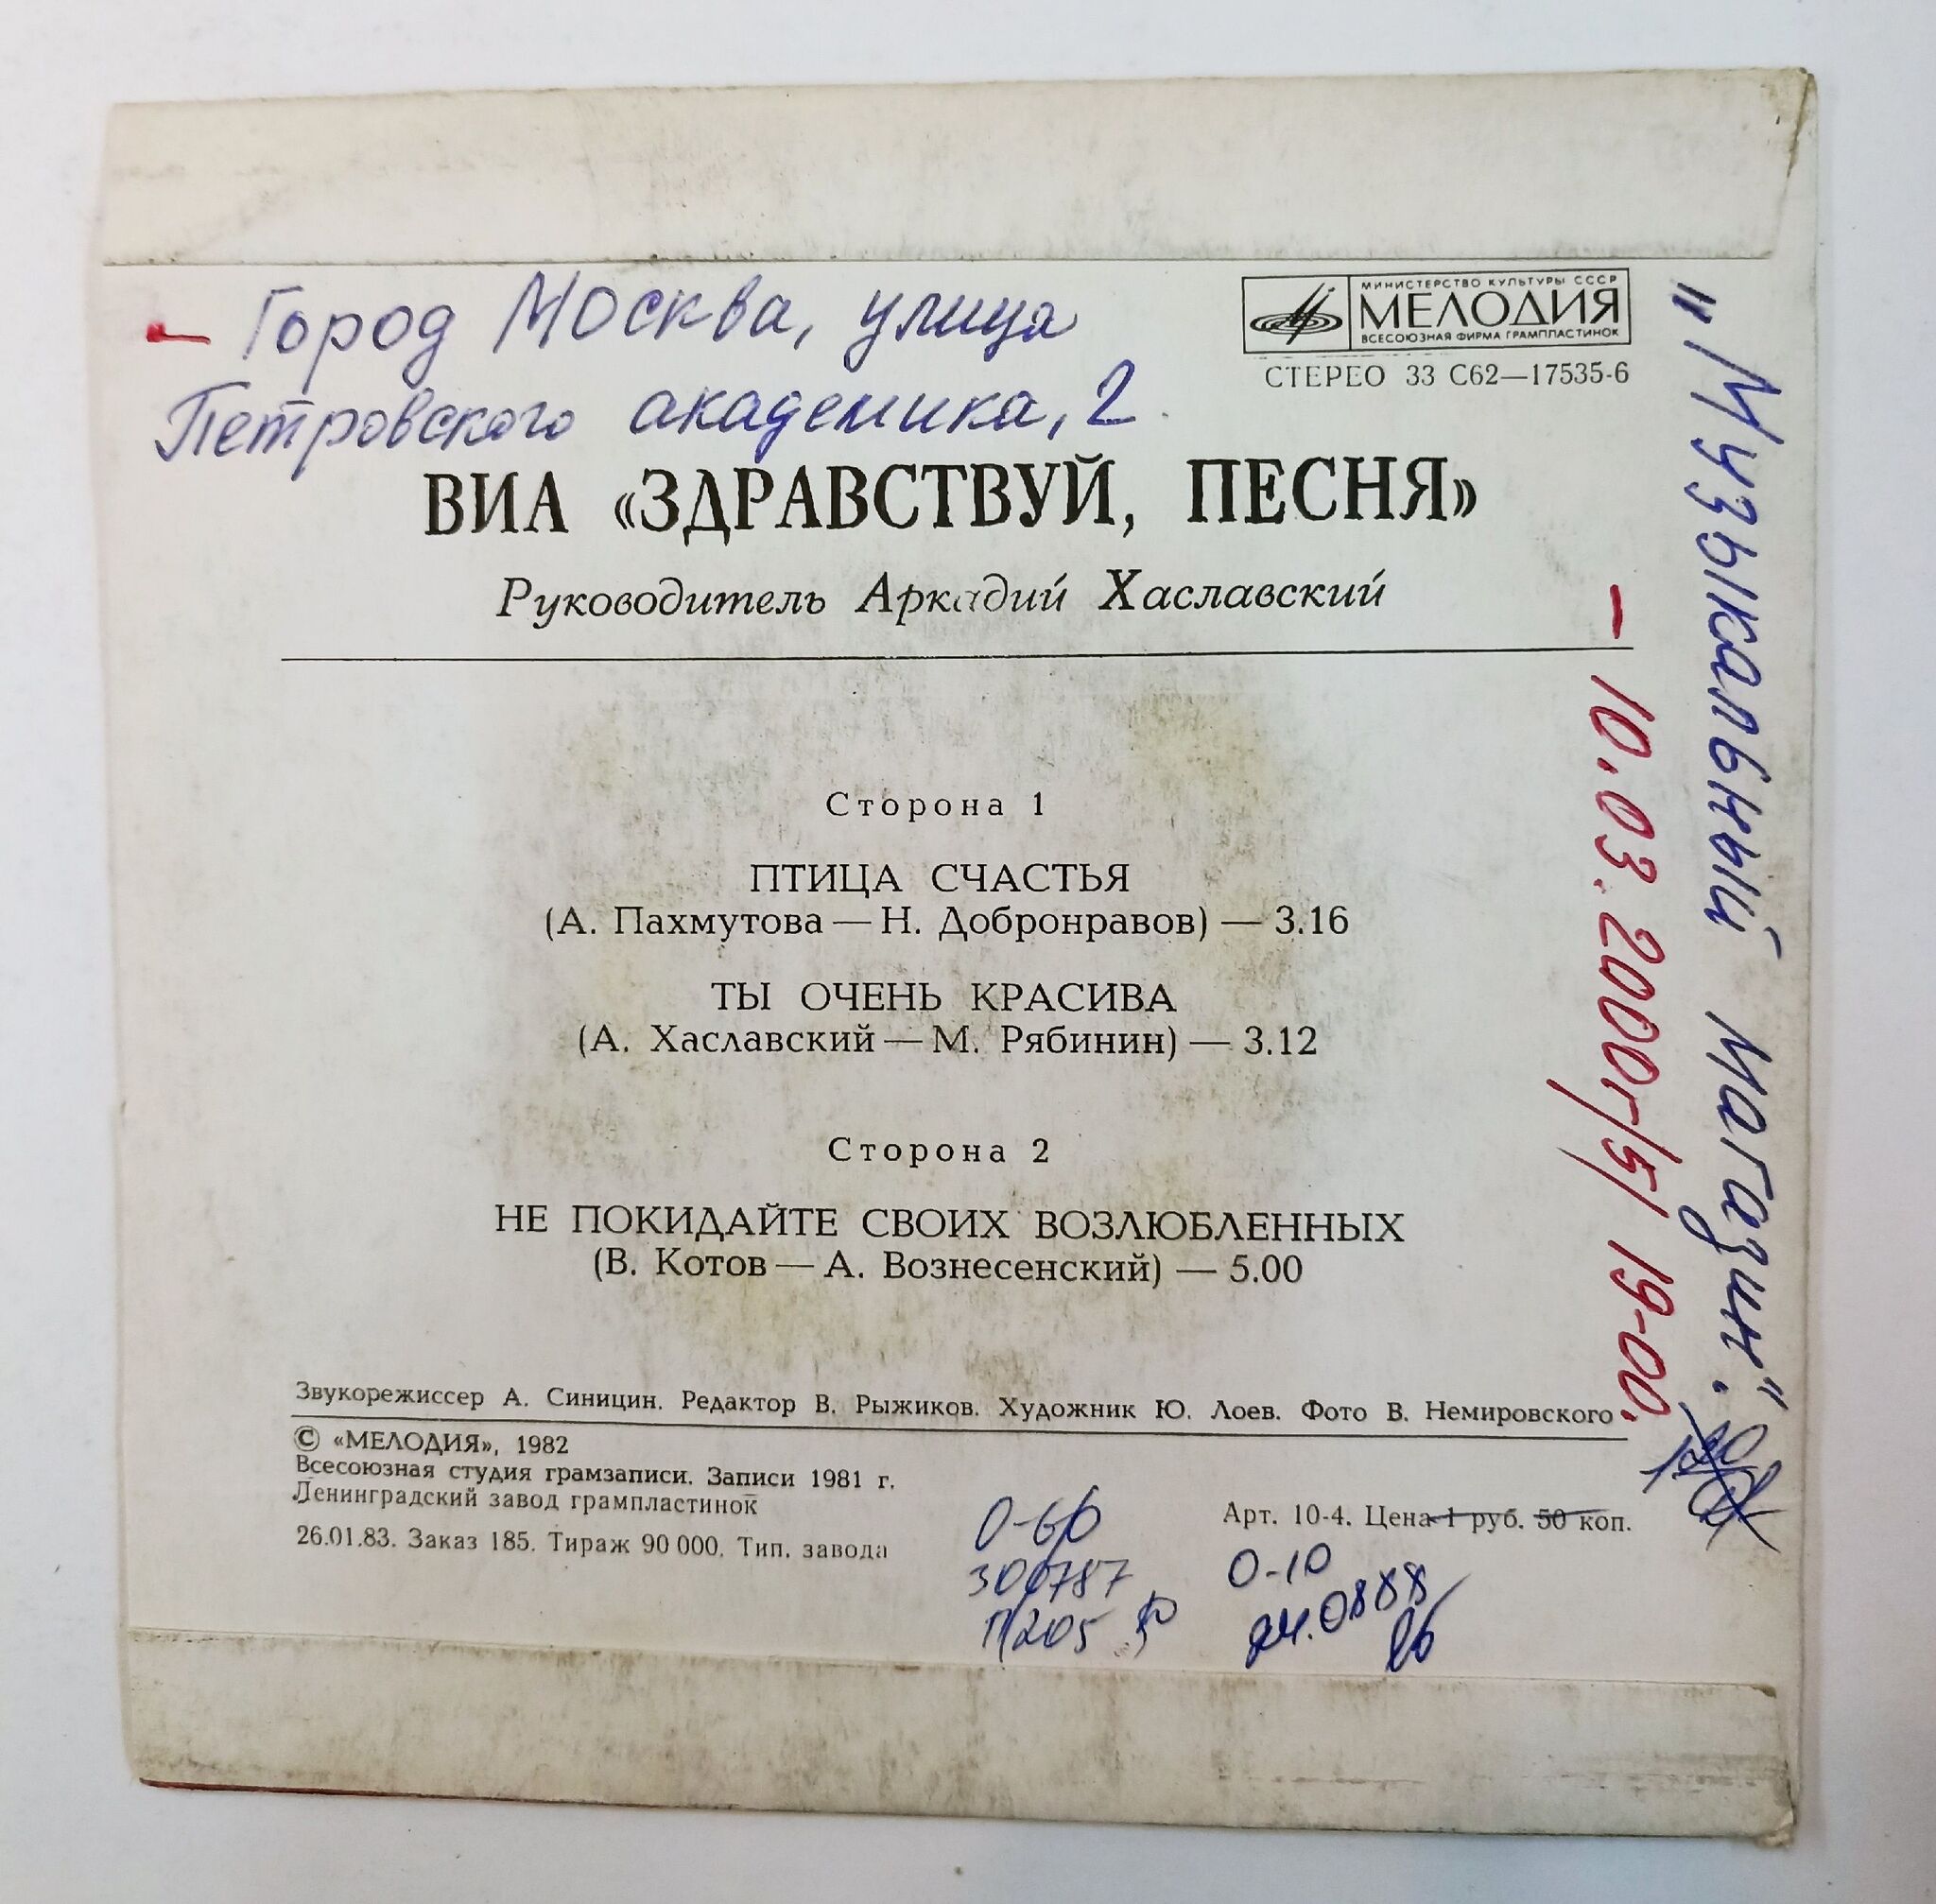 – Город Москва, улица
Петровского академика, 2.
МИНИСТЕРСТВО КУЛЬТУРЫ СССР
МЕЛОДИЯ
ВСЕСОЮЗНАЯ ФИРМА ГРАМПЛАСТИНОК
СТЕРЕО 33 С62—17535-6
ВИА «ЗДРАВСТВУЙ, ПЕСНЯ»
Руководитель Аркадий Хаславский
Сторона 1
ПТИЦА СЧАСТЬЯ
(А. Пахмутова — Н. Добронравов) — 3.16
ТЫ ОЧЕНЬ КРАСИВА
(А. Хаславский — М. Рябинин) — 3.12
Сторона 2
НЕ ПОКИДАЙТЕ СВОИХ ВОЗЛЮБЛЕННЫХ
(В. Котов — А. Вознесенский) — 5.00
Звукорежиссер А. Синицин. Редактор В. Рыжиков. Художник Ю. Лоев. Фото В. Немировского
© «МЕЛОДИЯ», 1982
Всесоюзная студия грамзаписи. Записи 1981 г.
Ленинградский завод грампластинок
26.01.83. Заказ 185. Тираж 90 000. Тип. завода
Арт. 10-4. Цена 1 руб. 50 коп.
0-10
"Музыкальный магазин".
– 10.03.2000г/5/ 19-00.